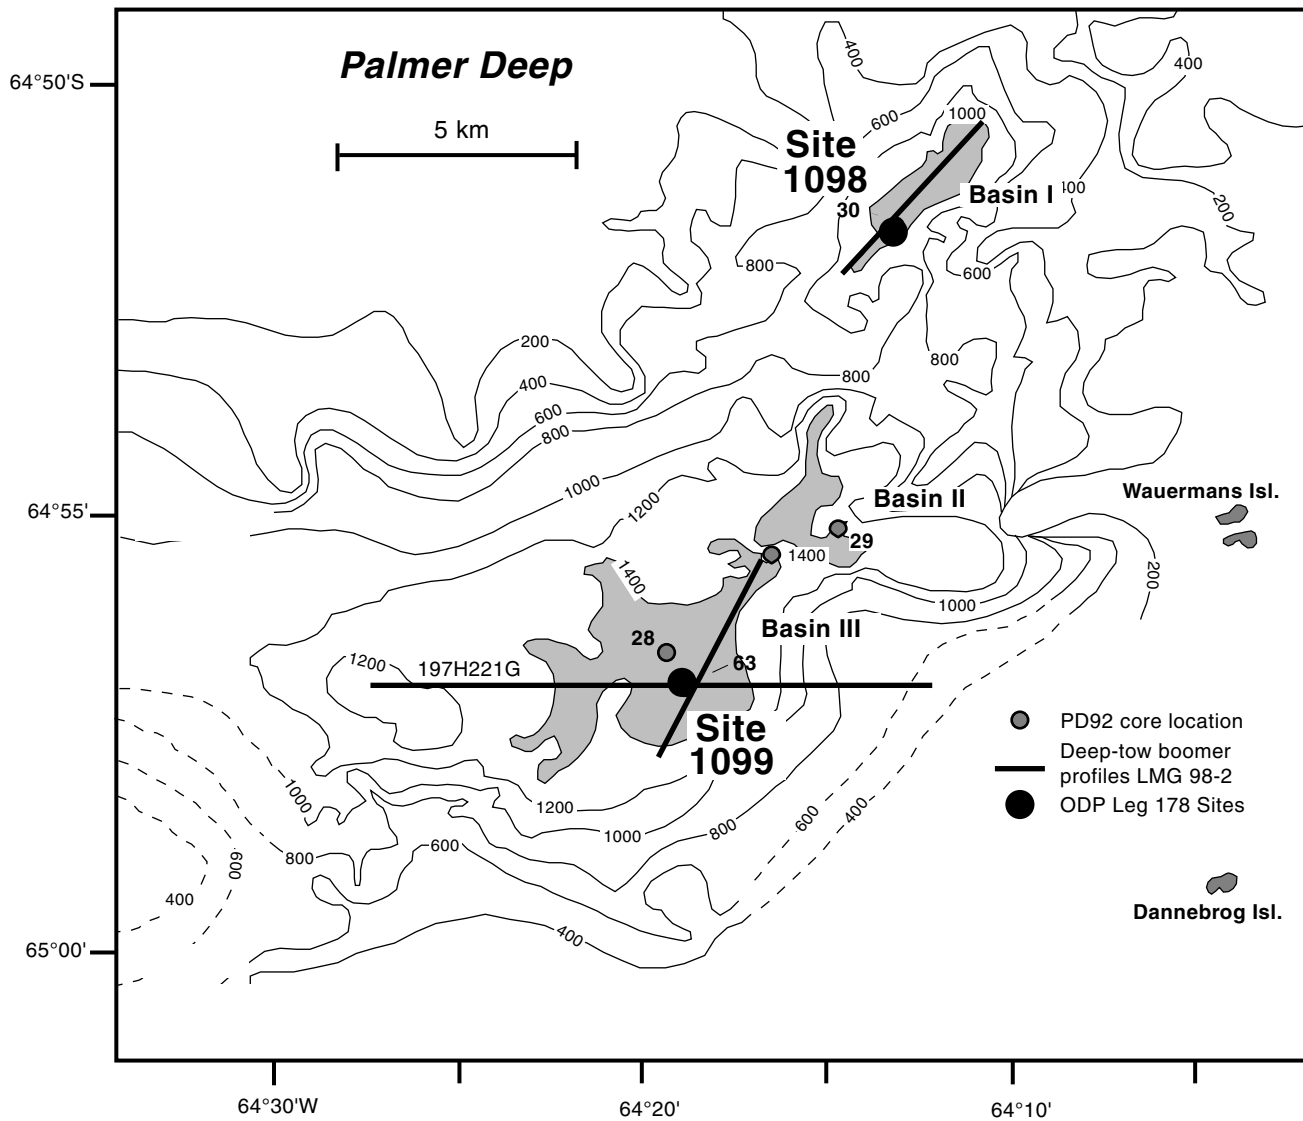 Palmer Deep
5 km
64°50'S
64°55'
65°00'
64°30'W
64°20'
64°10'
400
400
600
1000
Site
1098
30
Basin I
400
200
800
600
200
400
600
800
800
800
1000
1200
Basin II
29
1400
1400
Wauermans Isl.
200
1000
Basin III
28
63
1200
197H221G
Site
1099
PD92 core location
Deep-tow boomer
profiles LMG 98-2
ODP Leg 178 Sites
1000
1200
1000
800
600
400
800
600
600
400
400
Dannebrog Isl.